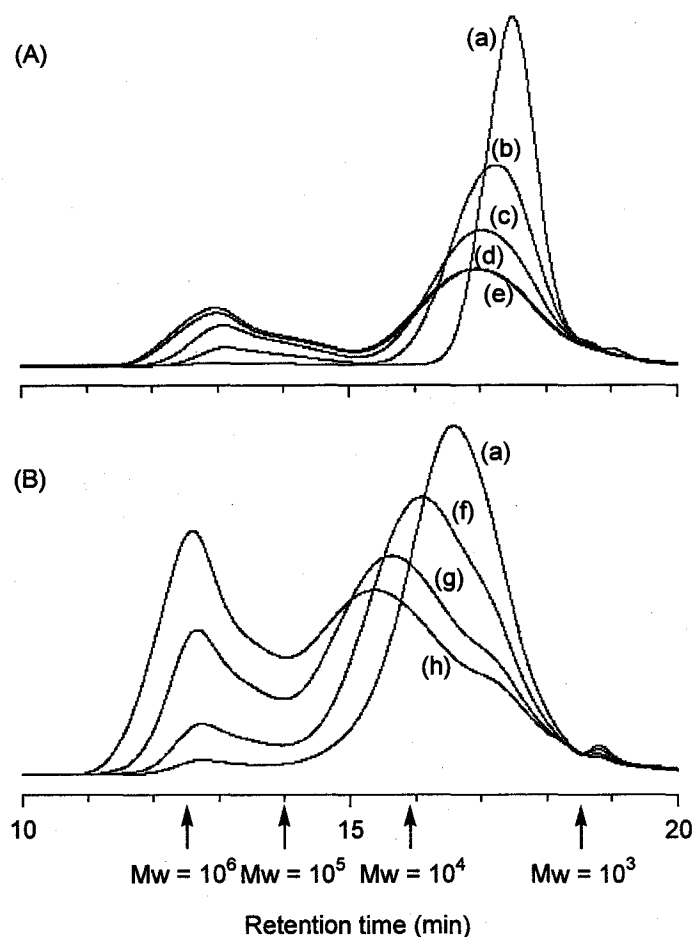 (A)
(a)
(b)
(c)
(d)
(e)
(B)
(a)
(f)
(g)
(h)
10 15 20
Mw = 10⁶ Mw = 10⁵ Mw = 10⁴ Mw = 10³
Retention time (min)